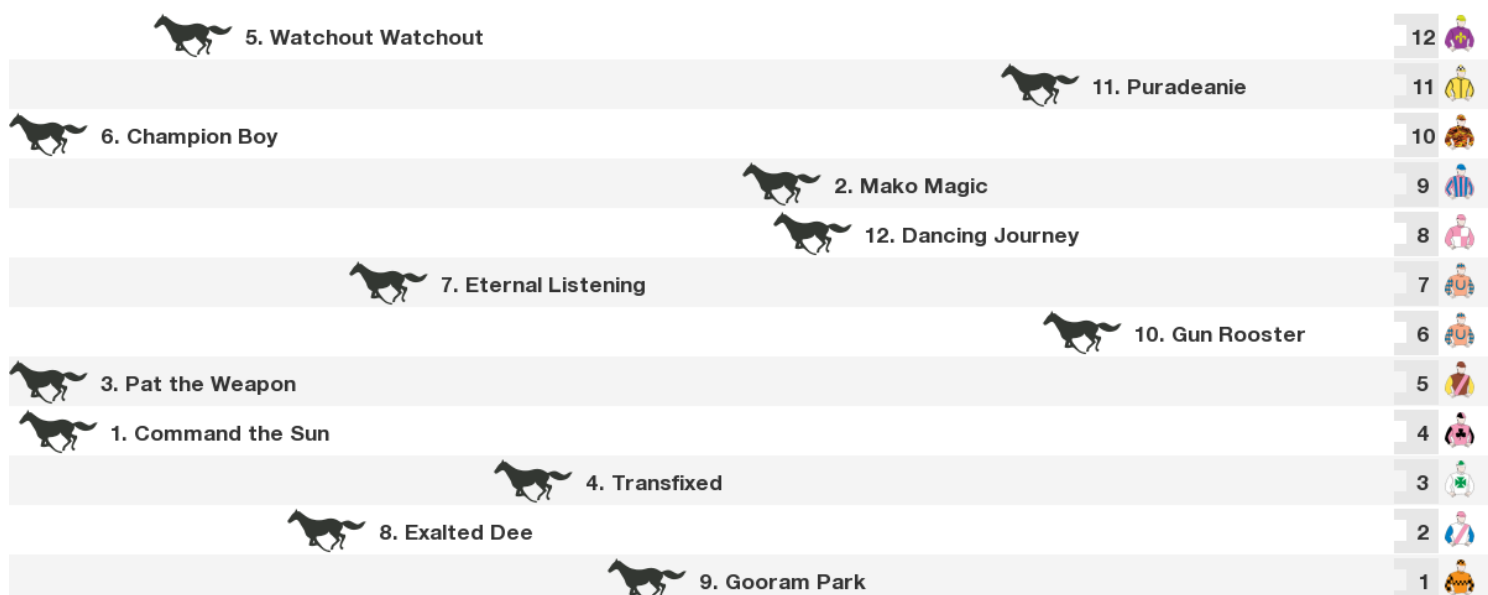 5. Watchout Watchout 12
11. Puradeanie 11
6. Champion Boy 10
2. Mako Magic 9
12. Dancing Journey 8
7. Eternal Listening 7
10. Gun Rooster 6
3. Pat the Weapon 5
1. Command the Sun 4
4. Transfixed 3
8. Exalted Dee 2
9. Gooram Park 1